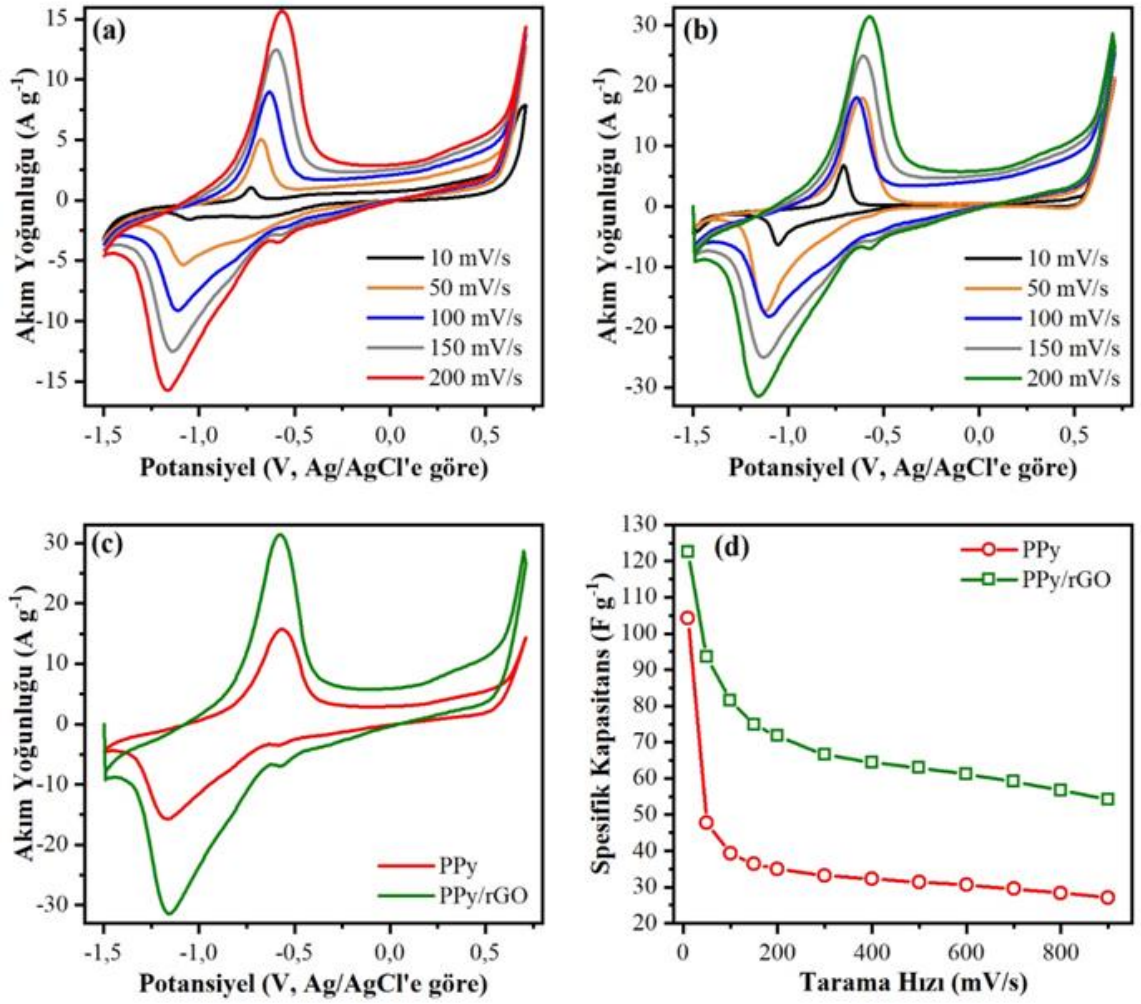 (a)
Akım Yoğunluğu (A g⁻¹)
15
10
5
0
-5
-10
-15
10 mV/s
50 mV/s
100 mV/s
150 mV/s
200 mV/s
-1,5
-1,0
-0,5
0,0
0,5
Potansiyel (V, Ag/AgCl'e göre)
(b)
Akım Yoğunluğu (A g⁻¹)
30
20
10
0
-10
-20
-30
10 mV/s
50 mV/s
100 mV/s
150 mV/s
200 mV/s
-1,5
-1,0
-0,5
0,0
0,5
Potansiyel (V, Ag/AgCl'e göre)
(c)
Akım Yoğunluğu (A g⁻¹)
30
20
10
0
-10
-20
-30
PPy
PPy/rGO
-1,5
-1,0
-0,5
0,0
0,5
Potansiyel (V, Ag/AgCl'e göre)
(d)
Spesifik Kapasitans (F g⁻¹)
130
120
110
100
90
80
70
60
50
40
30
20
PPy
PPy/rGO
0
200
400
600
800
Tarama Hızı (mV/s)